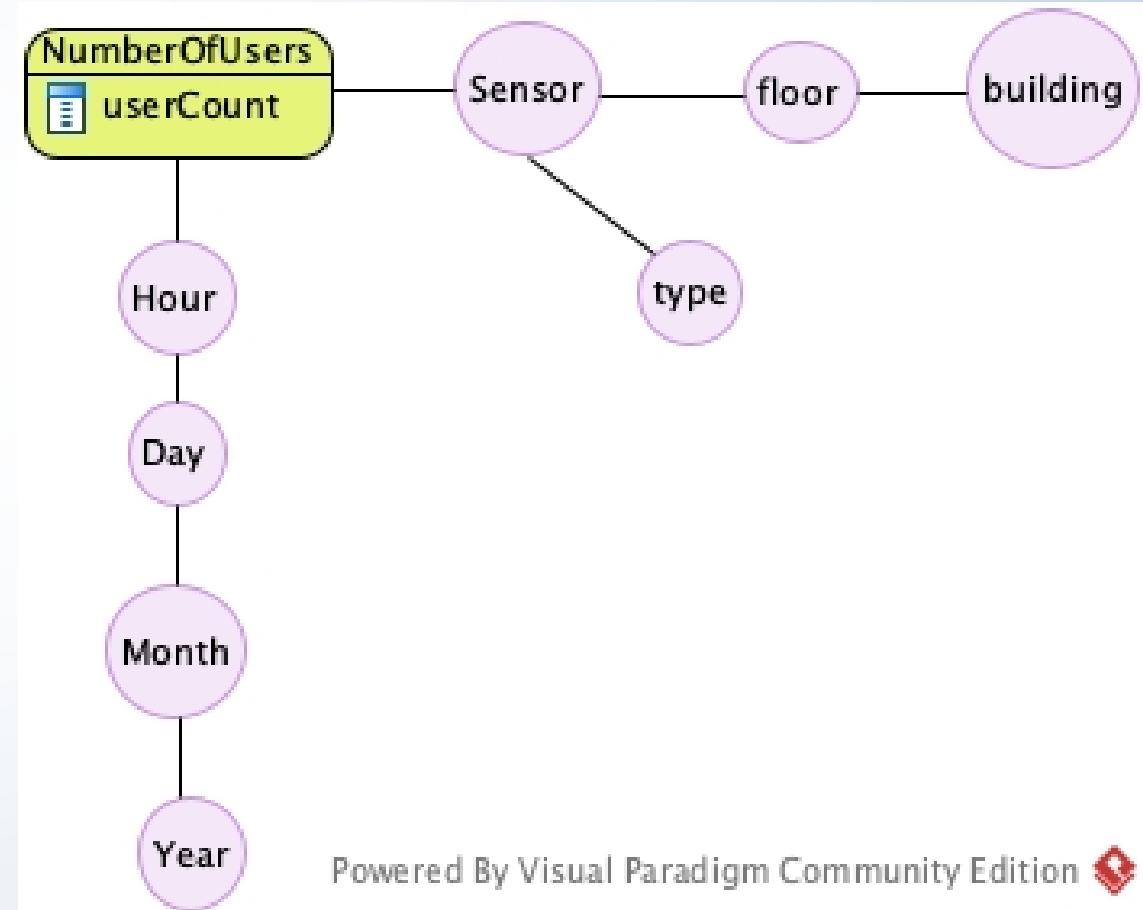 NumberOfUsers
userCount
Sensor
floor
building
Hour
type
Day
Month
Year
Powered By Visual Paradigm Community Edition